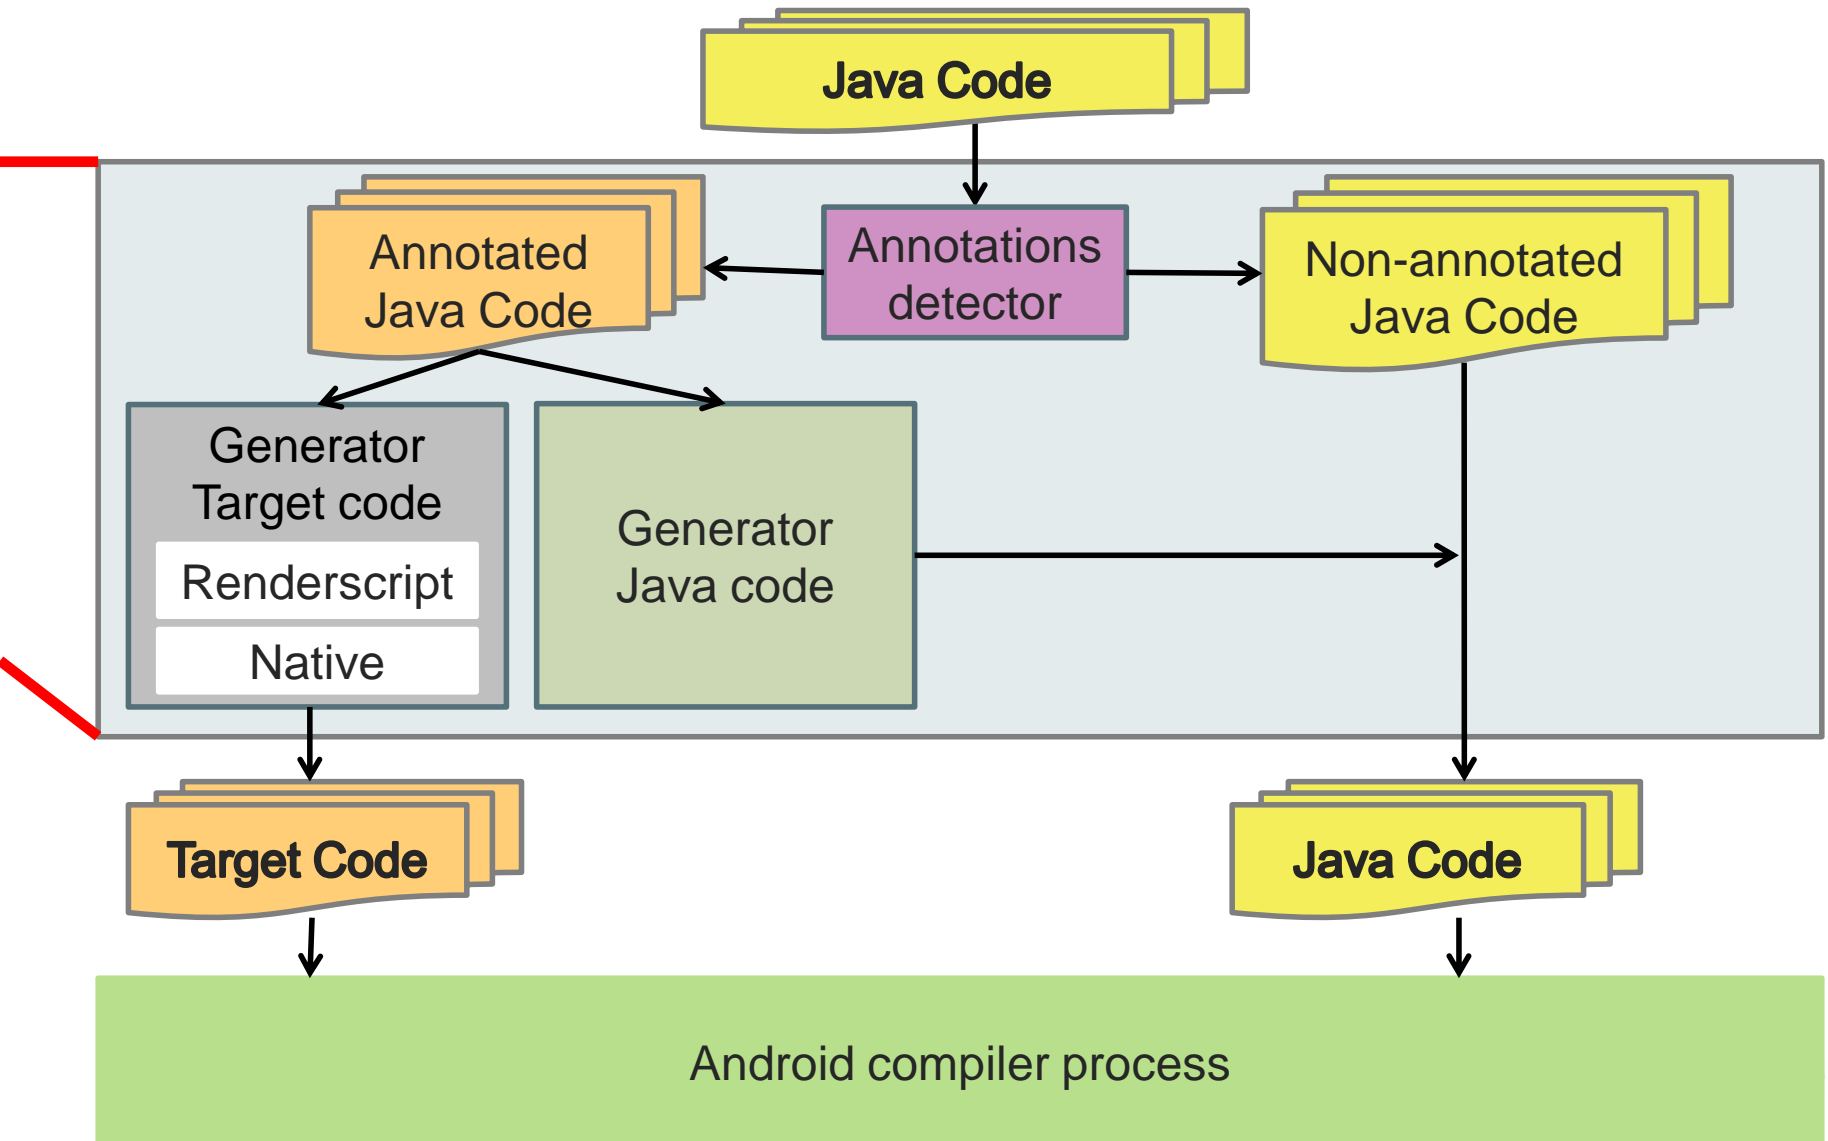 Java Code
Annotated
Java Code
Annotations
detector
Non-annotated
Java Code
Generator
Target code
Renderscript
Native
Generator
Java code
Target Code
Java Code
Android compiler process